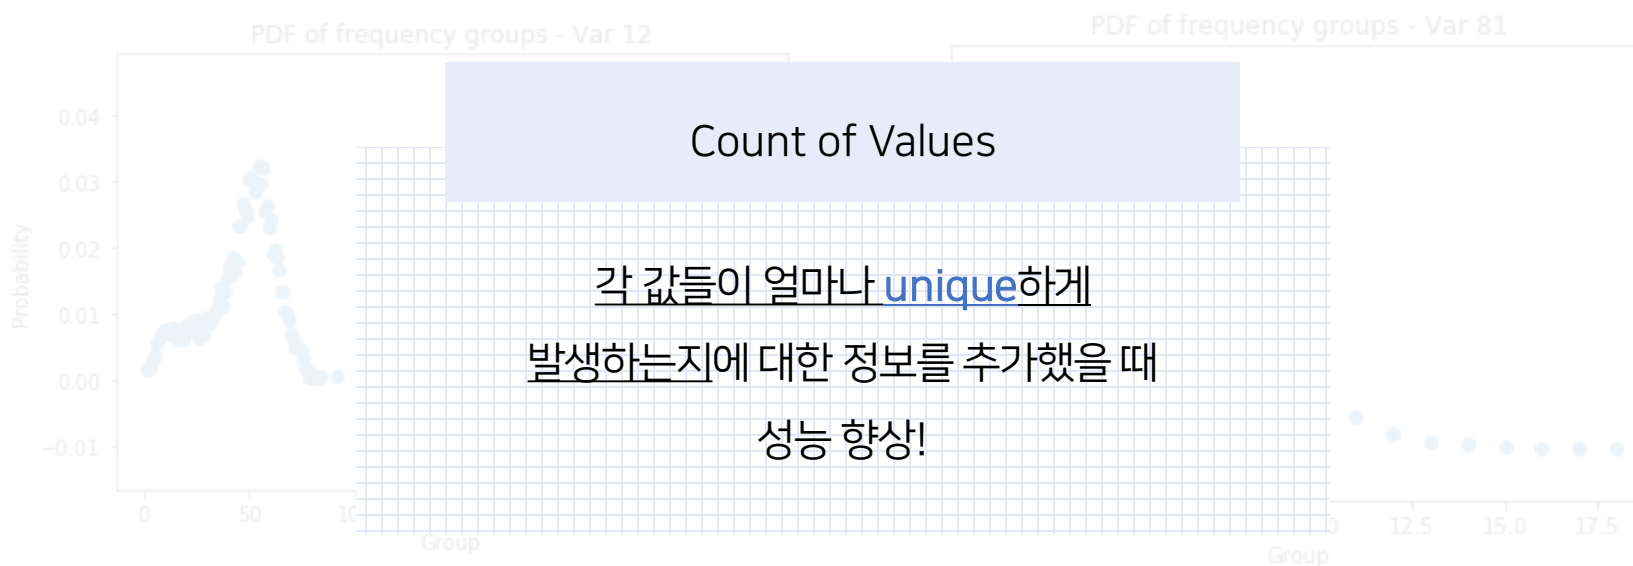 PDF of frequency groups - Var 12
PDF of frequency groups - Var 81
Count of Values
각 값들이 얼마나 unique하게
발생하는지에 대한 정보를 추가했을 때
성능 향상!
Probability
0.04
0.03
0.02
0.01
0.00
−0.01
0
50
Group
12.5
15.0
17.5
Group